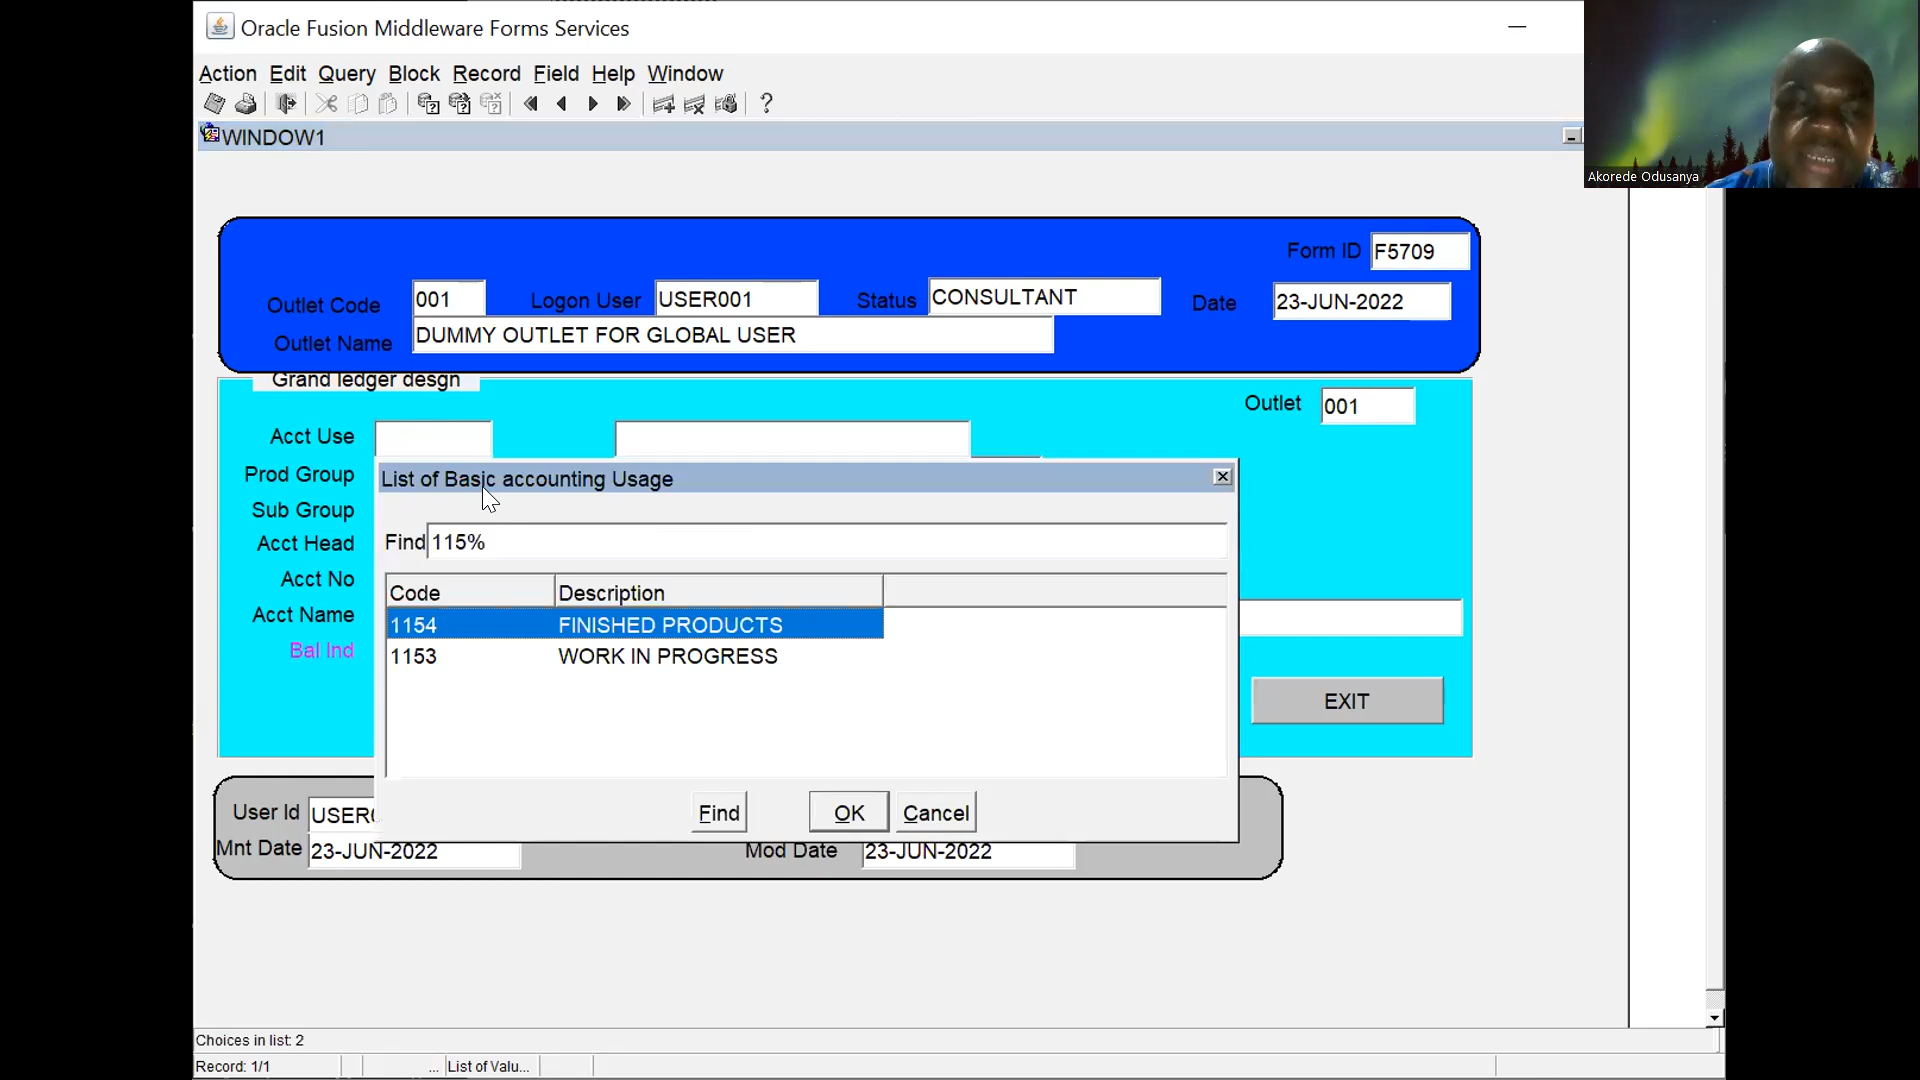 Oracle Fusion Middleware Forms Services
Action Edit Query Block Record Field Help Window
WINDOW1
Akorede Odusanya
Form ID F5709
Outlet Code 001 Logon User USER001 Status CONSULTANT Date 23-JUN-2022
Outlet Name DUMMY OUTLET FOR GLOBAL USER
Grand ledger desgn
Outlet 001
Acct Use
Prod Group
Sub Group
Acct Head
Acct No
Acct Name
Bal Ind
List of Basic accounting Usage
Find 115%
Code Description
1154 FINISHED PRODUCTS
1153 WORK IN PROGRESS
Find OK Cancel
EXIT
User Id
Mnt Date 23-JUN-2022 Mod Date 23-JUN-2022
Choices in list: 2
Record: 1/1 ... List of Valu...